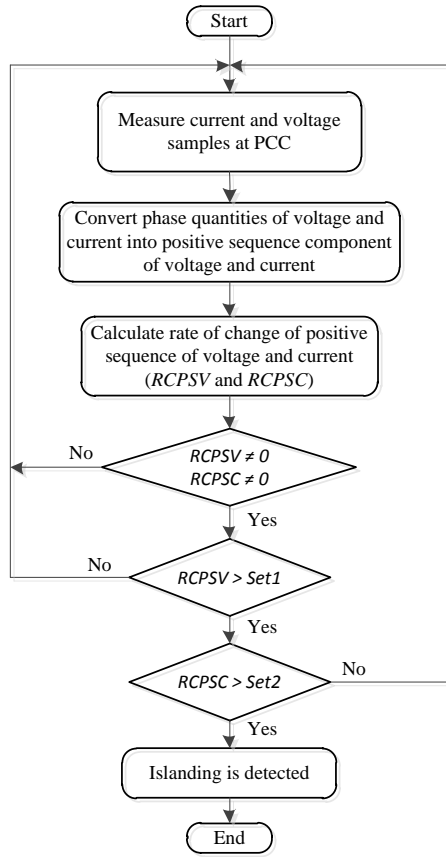 Start
Measure current and voltage
samples at PCC
Convert phase quantities of voltage and
current into positive sequence component
of voltage and current
Calculate rate of change of positive
sequence of voltage and current
(RCPSV and RCPSC)
No
RCPSV ≠ 0
RCPSC ≠ 0
Yes
No
RCPSV > Set1
Yes
RCPSC > Set2
No
Yes
Islanding is detected
End